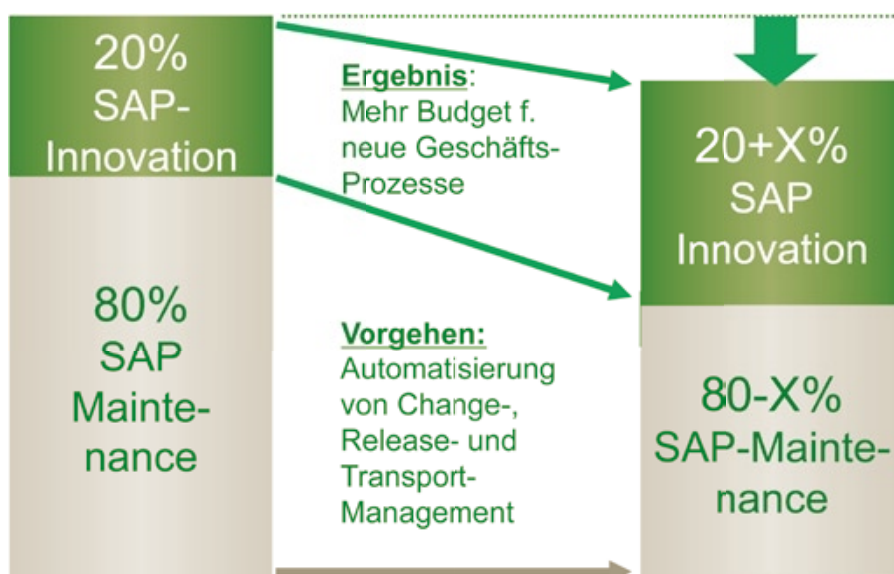 20%
SAP-
Innovation
80%
SAP
Mainte-
nance
Ergebnis:
Mehr Budget f.
neue Geschäfts-
Prozesse
Vorgehen:
Automatisierung
von Change-,
Release- und
Transport-
Management
20+X%
SAP
Innovation
80-X%
SAP-Mainte-
nance